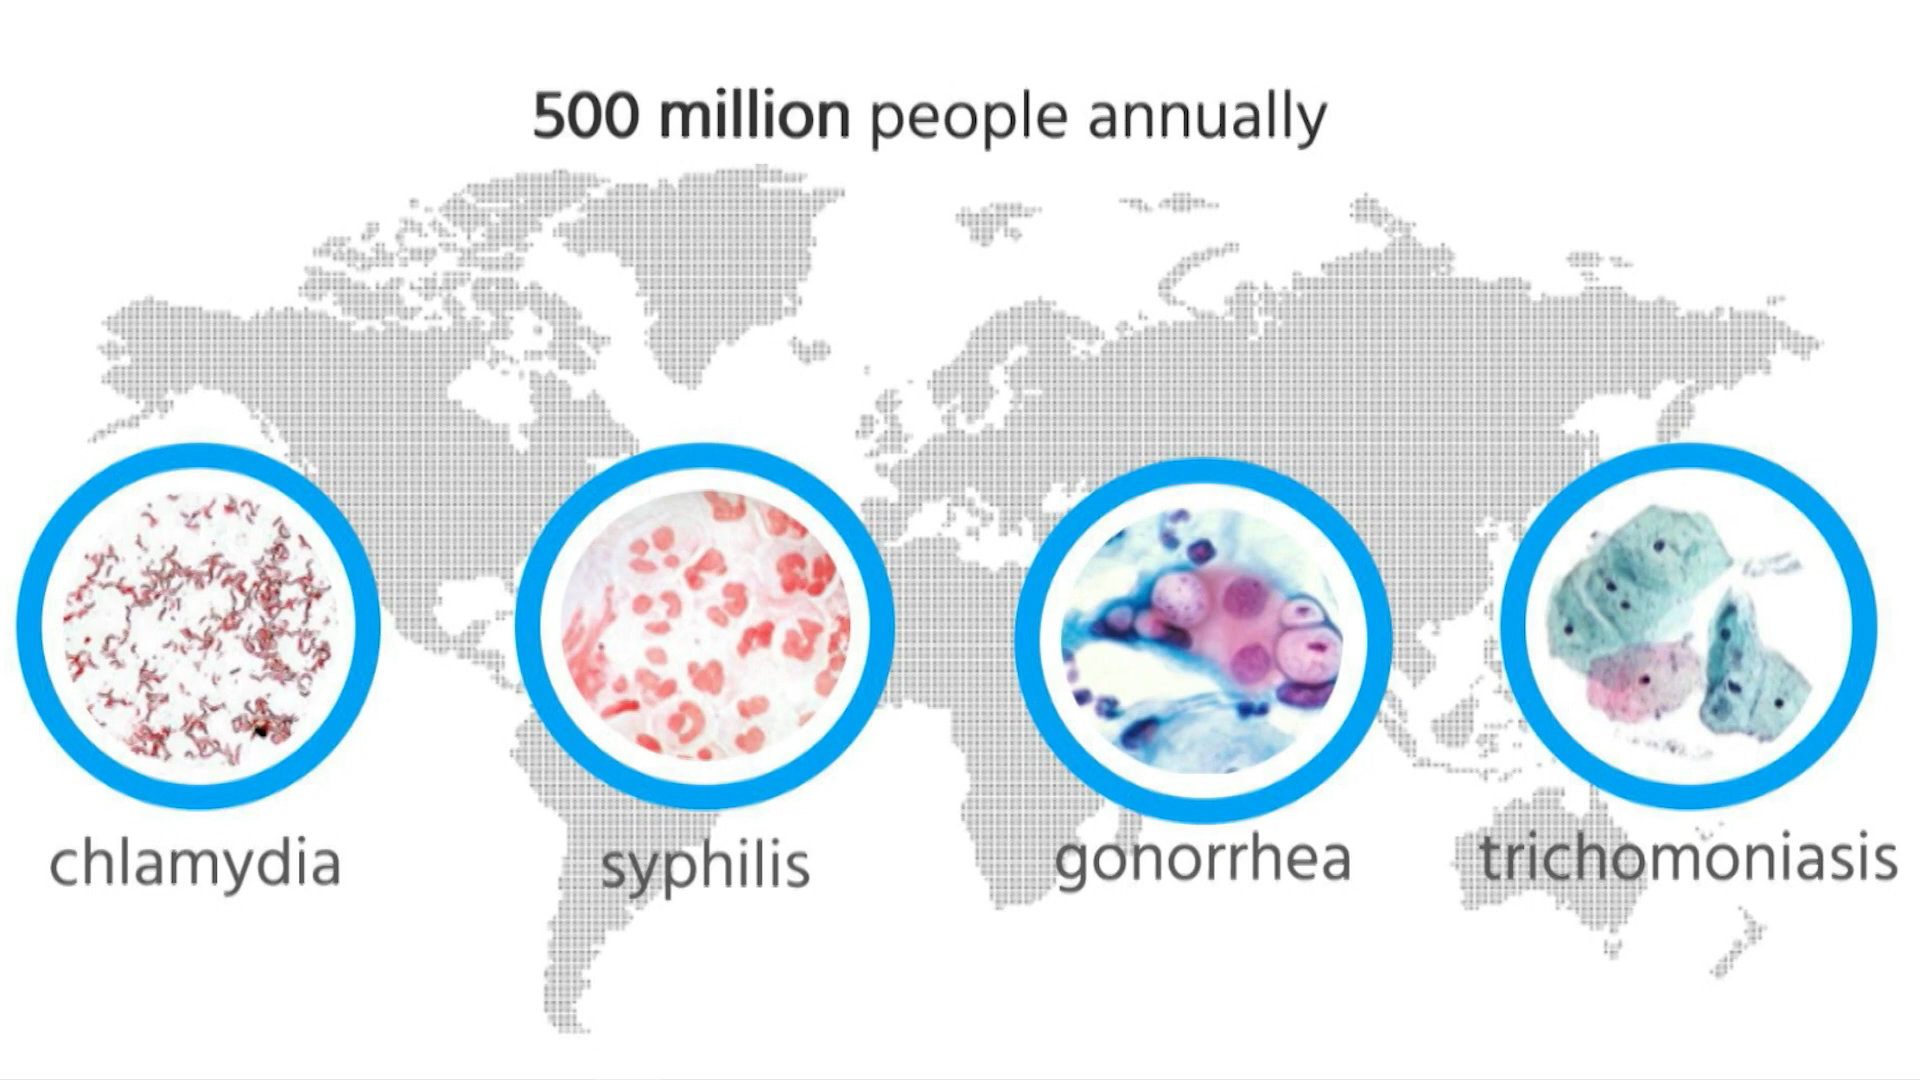 500 million people annually
chlamydia
syphilis
gonorrhea
trichomoniasis